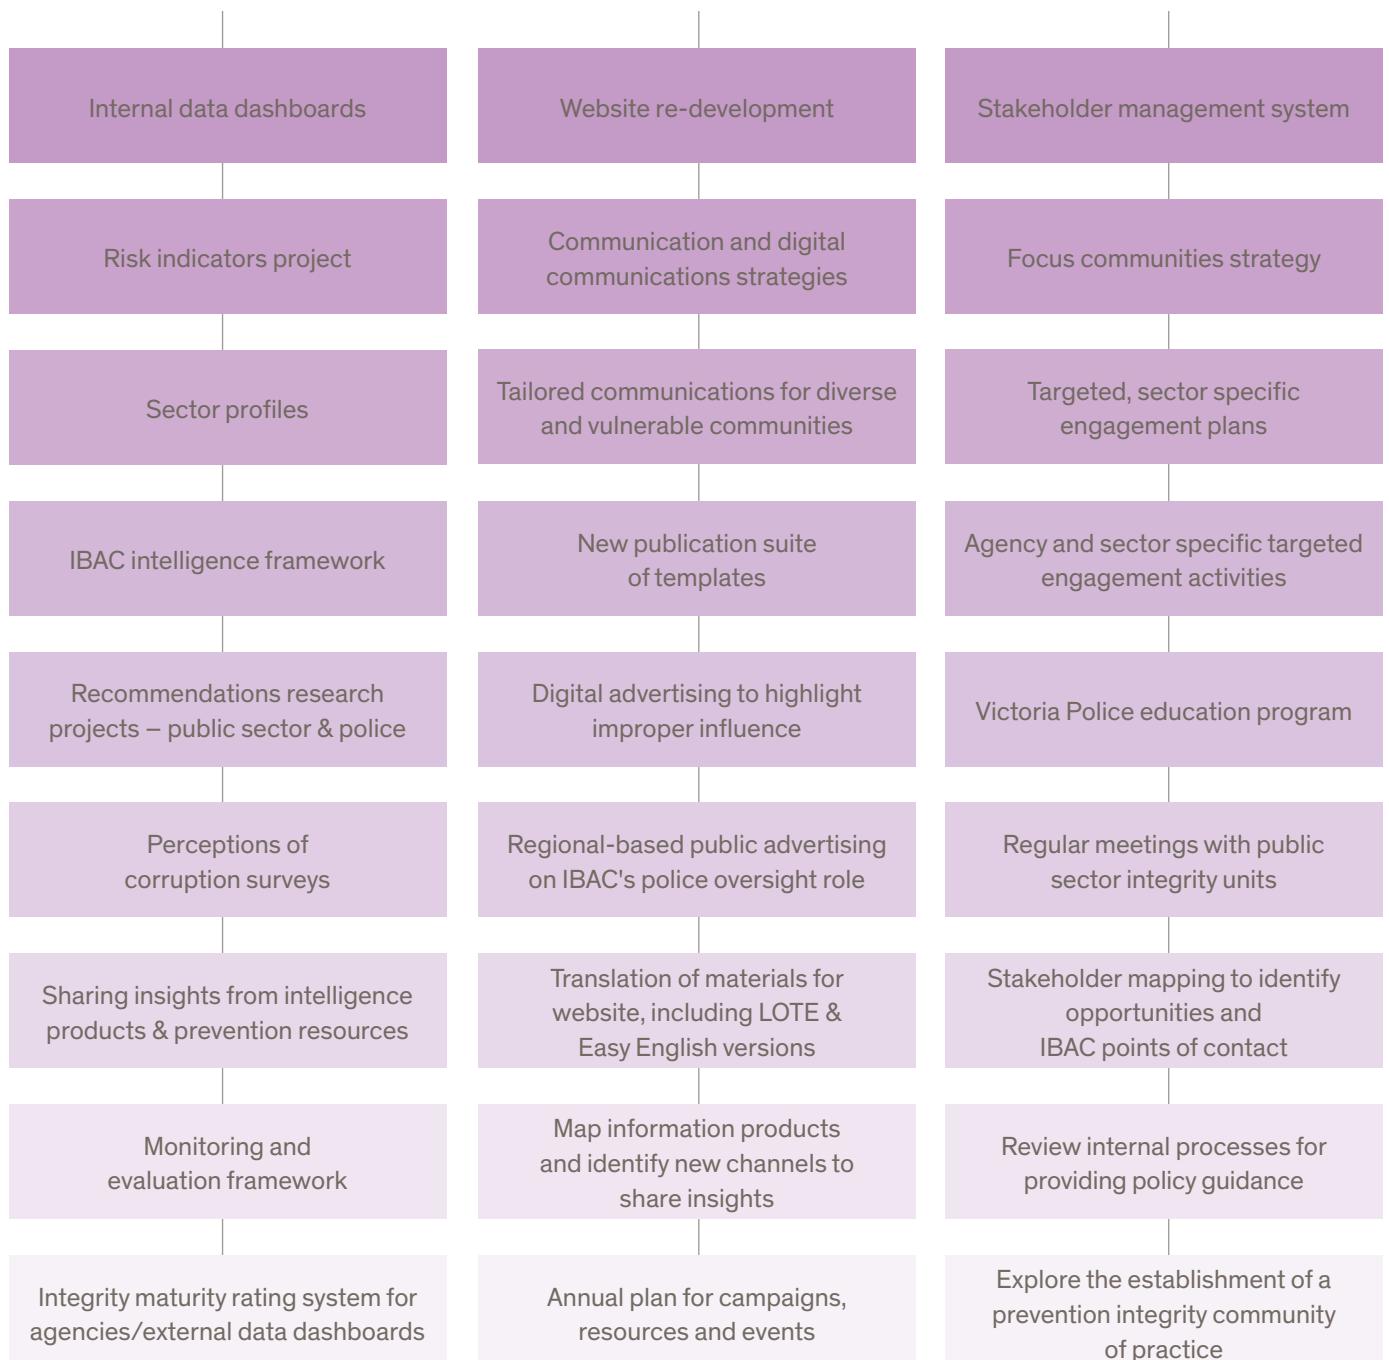 Internal data dashboards
Website re-development
Stakeholder management system
Risk indicators project
Communication and digital
communications strategies
Focus communities strategy
Sector profiles
Tailored communications for diverse
and vulnerable communities
Targeted, sector specific
engagement plans
IBAC intelligence framework
New publication suite
of templates
Agency and sector specific targeted
engagement activities
Recommendations research
projects – public sector & police
Digital advertising to highlight
improper influence
Victoria Police education program
Perceptions of
corruption surveys
Regional-based public advertising
on IBAC's police oversight role
Regular meetings with public
sector integrity units
Sharing insights from intelligence
products & prevention resources
Translation of materials for
website, including LOTE &
Easy English versions
Stakeholder mapping to identify
opportunities and
IBAC points of contact
Monitoring and
evaluation framework
Map information products
and identify new channels to
share insights
Review internal processes for
providing policy guidance
Integrity maturity rating system for
agencies/external data dashboards
Annual plan for campaigns,
resources and events
Explore the establishment of a
prevention integrity community
of practice